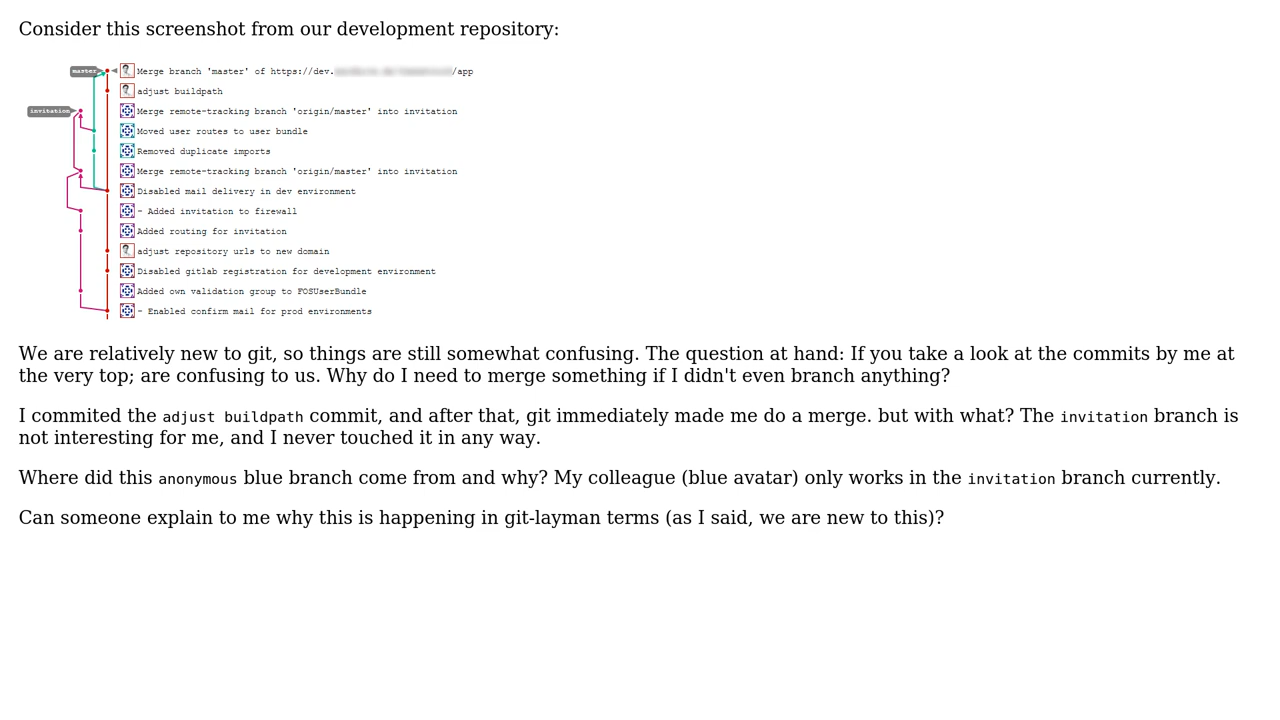 Consider this screenshot from our development repository:
master
Merge branch 'master' of https://dev. /app
adjust buildpath
invitation
Merge remote-tracking branch 'origin/master' into invitation
Moved user routes to user bundle
Removed duplicate imports
Merge remote-tracking branch 'origin/master' into invitation
Disabled mail delivery in dev environment
- Added invitation to firewall
Added routing for invitation
adjust repository urls to new domain
Disabled gitlab registration for development environment
Added own validation group to FOSUserBundle
- Enabled confirm mail for prod environments
We are relatively new to git, so things are still somewhat confusing. The question at hand: If you take a look at the commits by me at
the very top; are confusing to us. Why do I need to merge something if I didn't even branch anything?
I commited the adjust buildpath commit, and after that, git immediately made me do a merge. but with what? The invitation branch is
not interesting for me, and I never touched it in any way.
Where did this anonymous blue branch come from and why? My colleague (blue avatar) only works in the invitation branch currently.
Can someone explain to me why this is happening in git-layman terms (as I said, we are new to this)?